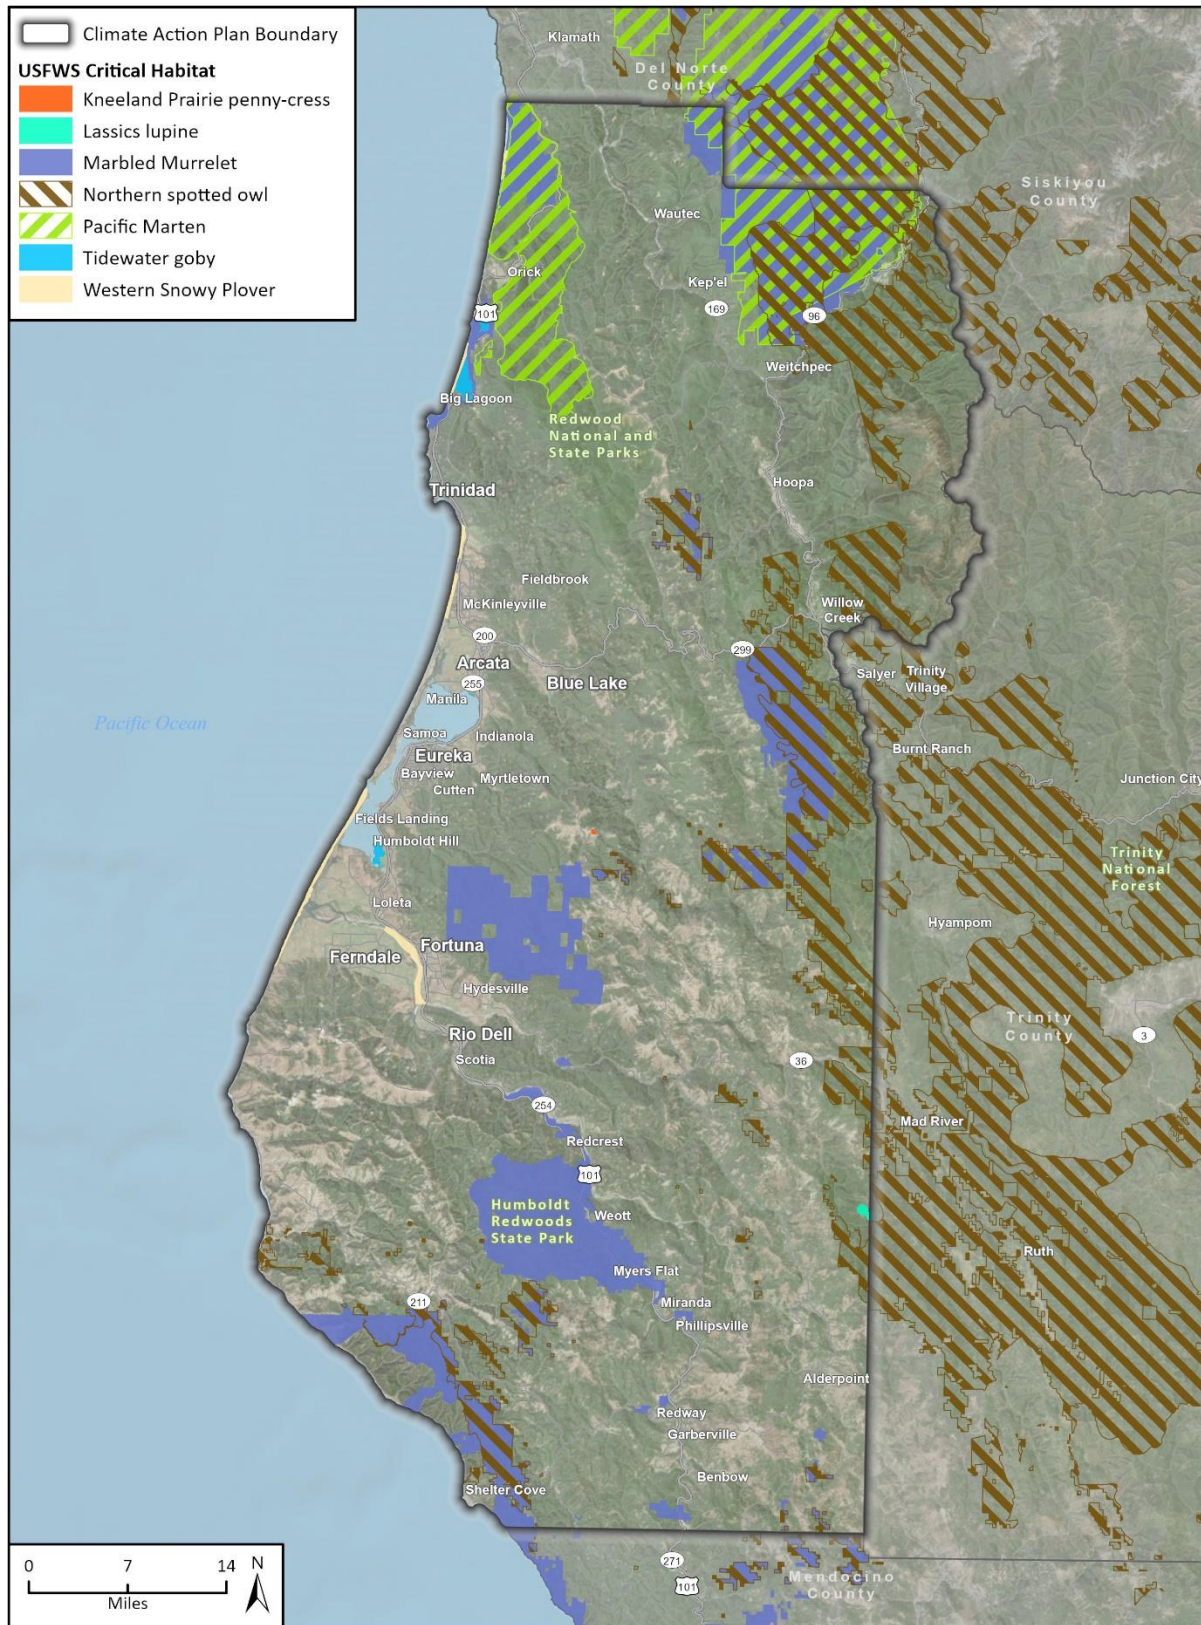 Climate Action Plan Boundary
USFWS Critical Habitat
Kneeland Prairie penny-cress
Lassics lupine
Marbled Murrelet
Northern spotted owl
Pacific Marten
Tidewater goby
Western Snowy Plover
Klamath
Del Norte
County
Siskiyou
County
Wautec
Orick
Kep'el
101
169
96
Weitchpec
Big Lagoon
Redwood
National and
State Parks
Trinidad
Hoopa
Fieldbrook
McKinleyville
Willow
Creek
200
299
Arcata
Blue Lake
Salyer
Trinity
Village
255
Manila
Pacific Ocean
Samoa
Indianola
Eureka
Burnt Ranch
Bayview
Myrtletown
Junction City
Cutten
Fields Landing
Humboldt Hill
Trinity
National
Forest
Loleta
Hyampom
Fortuna
Ferndale
Hydesville
Trinity
County
Rio Dell
3
Scotia
36
254
Mad River
Redcrest
101
Humboldt
Redwoods
State Park
Weott
Ruth
Myers Flat
211
Miranda
Phillipsville
Alderpoint
Redway
Garberville
Benbow
Shelter Cove
271
Mendocino
County
101
0 7 14
Miles
N